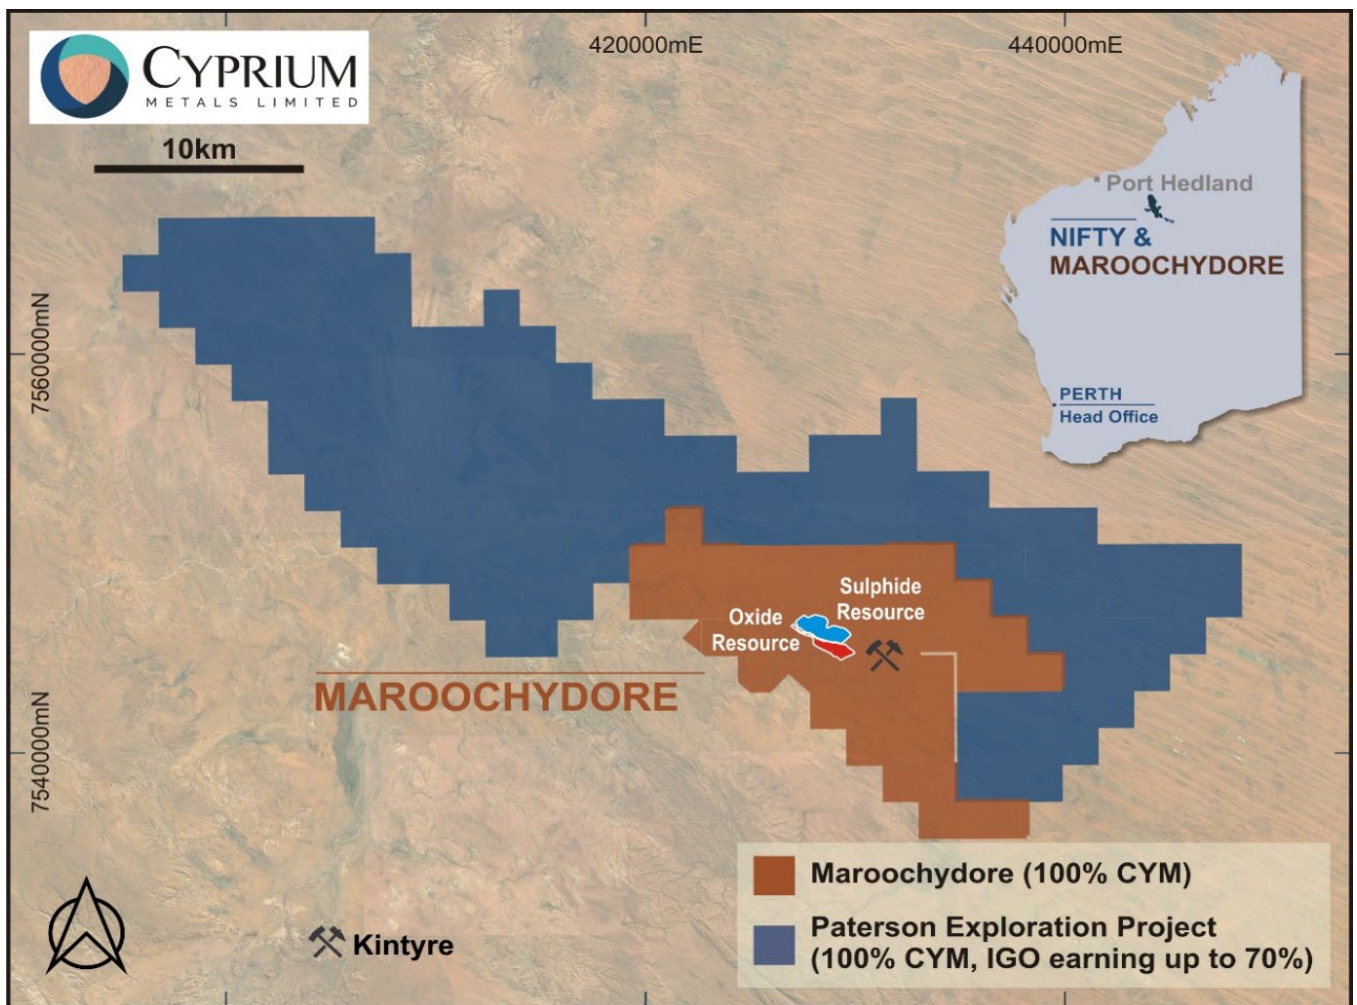 CYPRIUM
METALS LIMITED
10km
420000mE
440000mE
7560000mN
7540000mN
Port Hedland
NIFTY &
MAROOCHYDORE
PERTH
Head Office
Sulphide
Resource
Oxide
Resource
MAROOCHYDORE
Kintyre
Maroochydore (100% CYM)
Paterson Exploration Project
(100% CYM, IGO earning up to 70%)